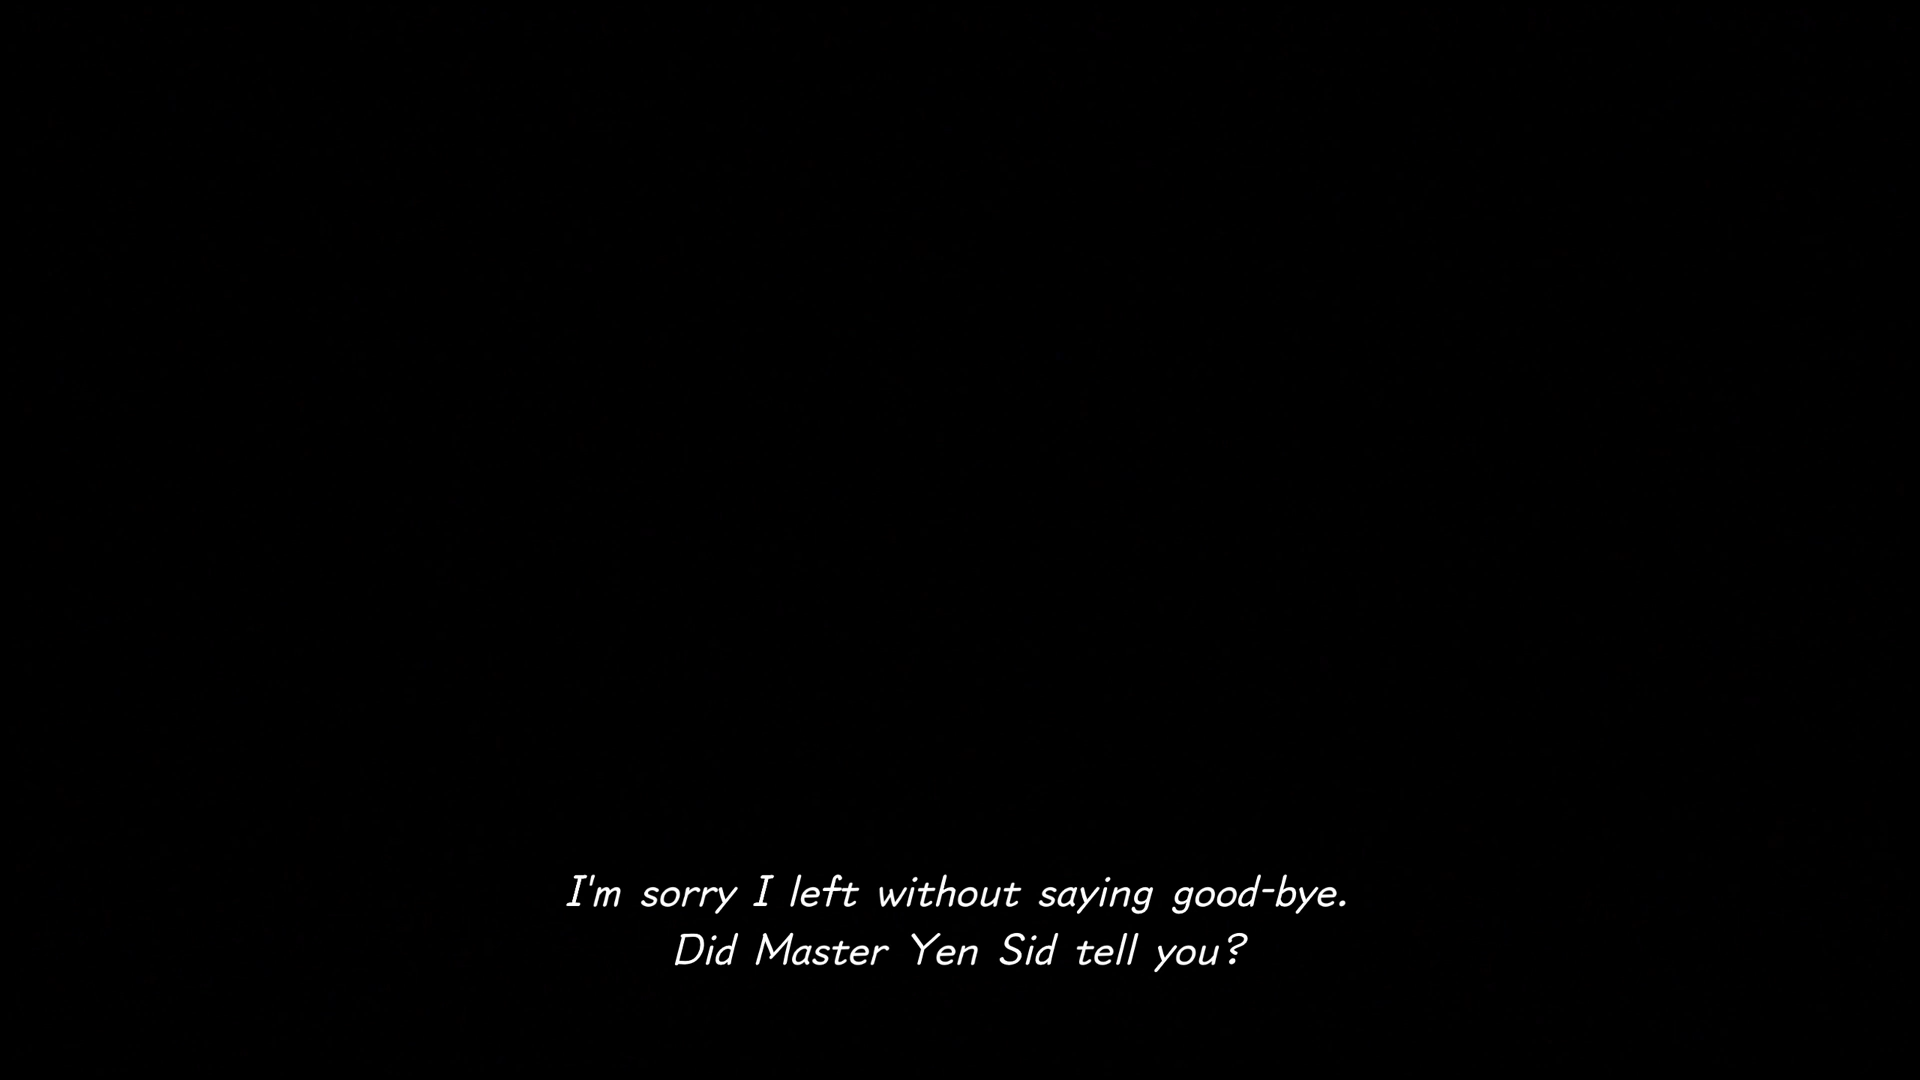 I'm sorry I left without saying good-bye.
Did Master Yen Sid tell you?